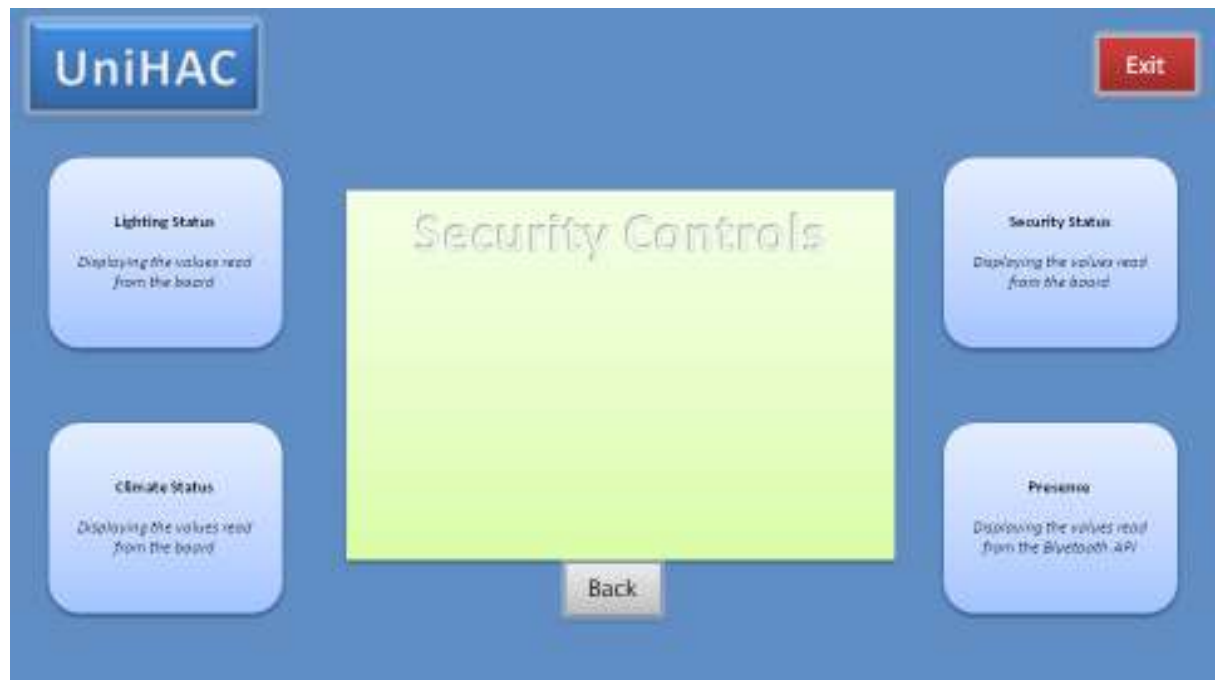 UniHAC
Exit
Lighting Status
Displaying the values read
from the board
Security Controls
Security Status
Displaying the values read
from the board
Climate Status
Displaying the values read
from the board
Presence
Displaying the values read
from the Bluetooth API
Back